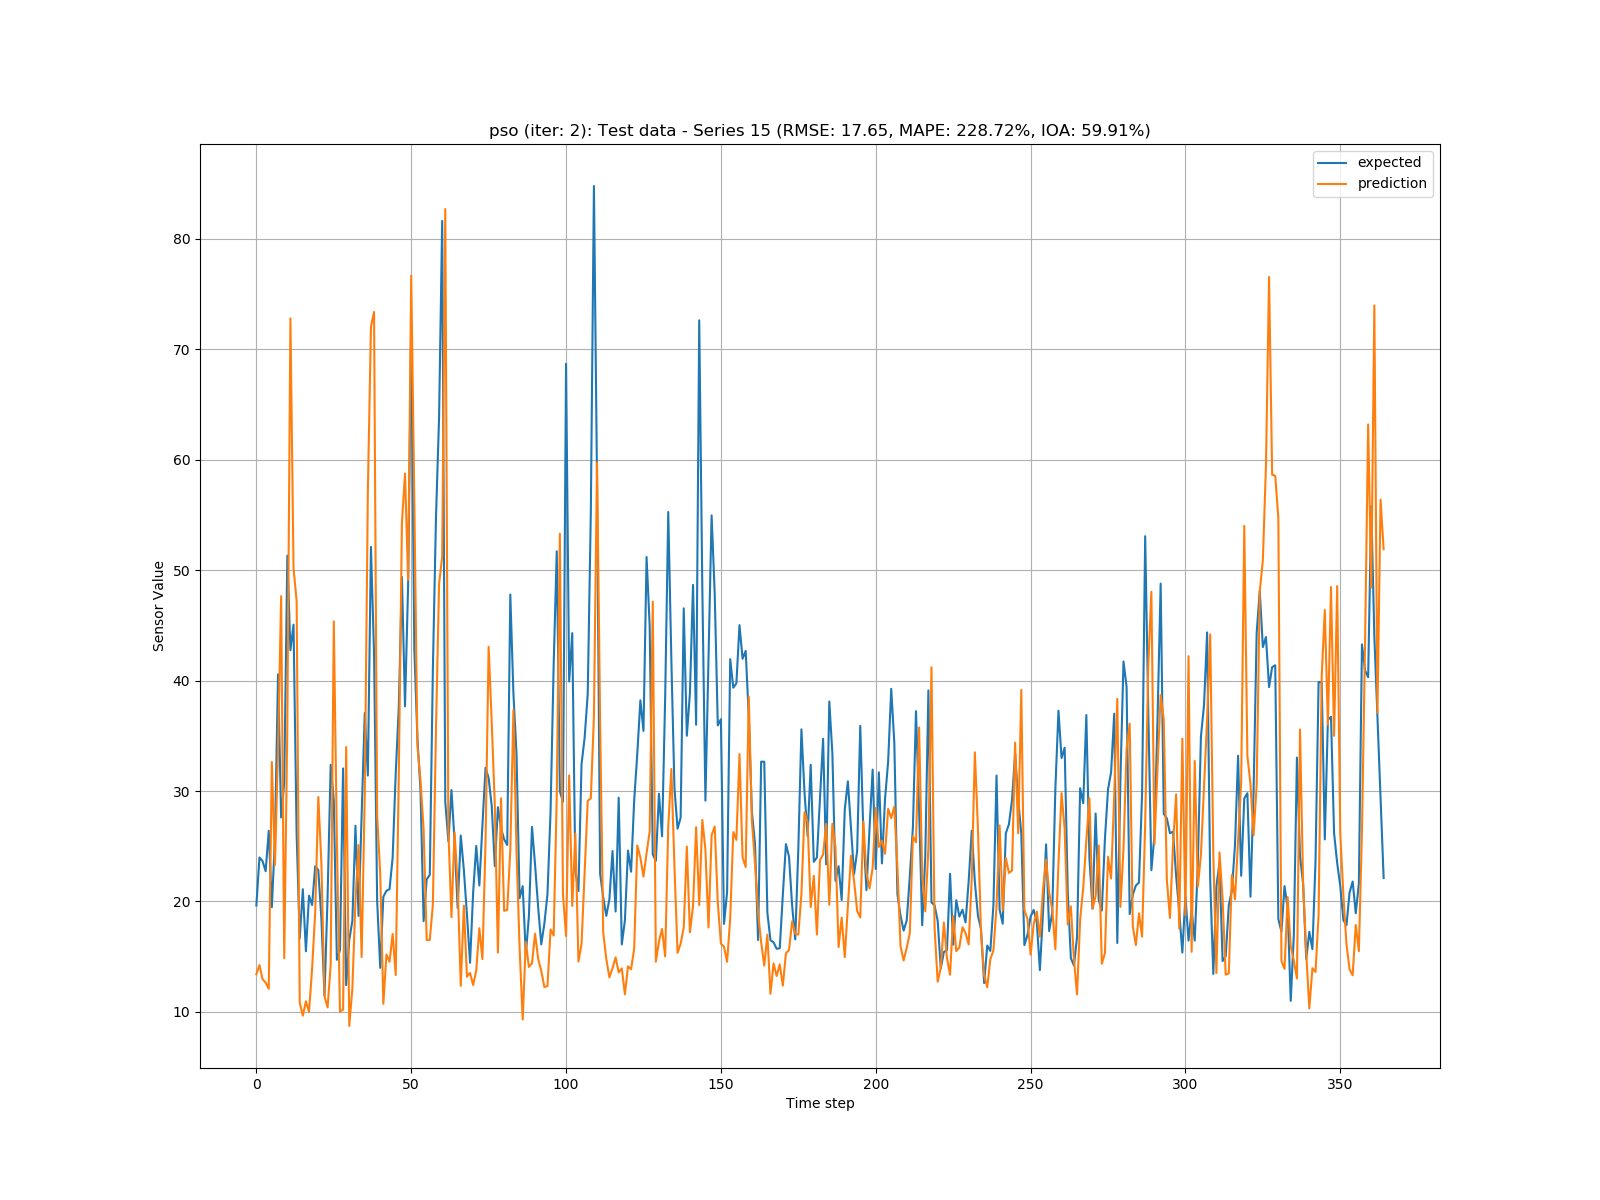 pso (iter: 2): Test data - Series 15 (RMSE: 17.65, MAPE: 228.72%, IOA: 59.91%)
expected
prediction
80
70
60
50
40
30
20
10
Sensor Value
0 50 100 150 200 250 300 350
Time step